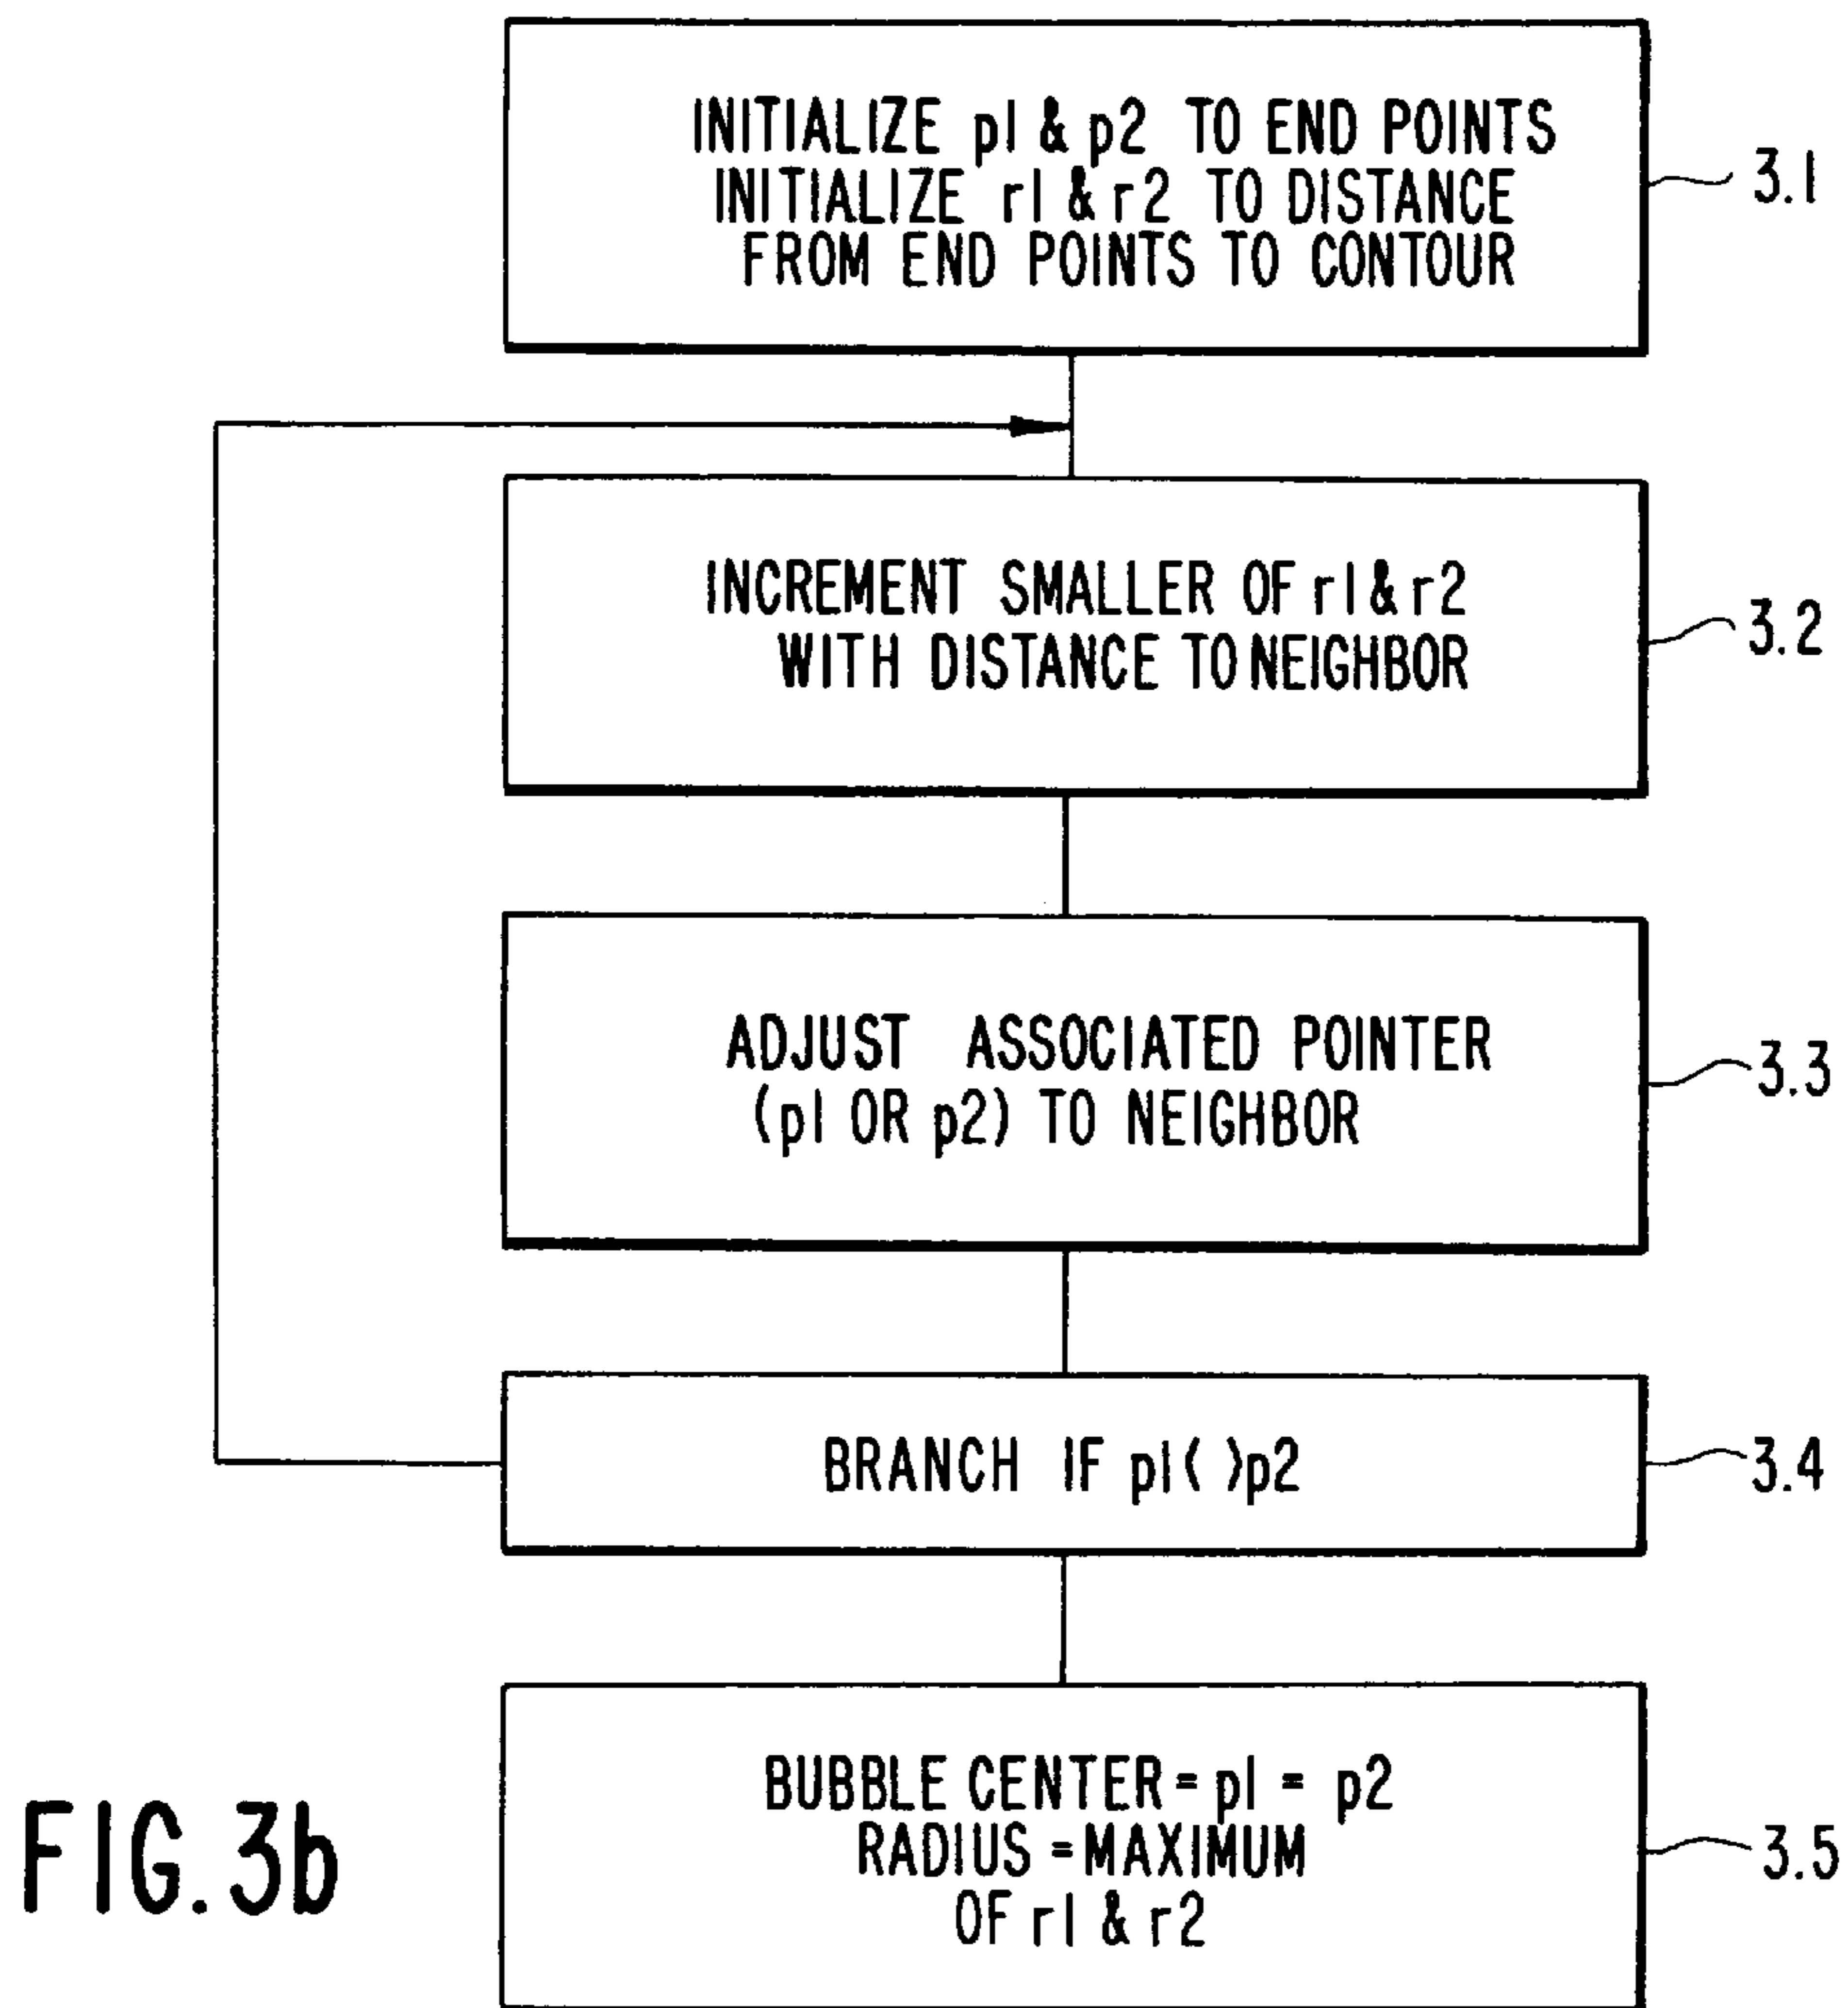 INITIALIZE p1 & p2 TO END POINTS
INITIALIZE r1 & r2 TO DISTANCE
FROM END POINTS TO CONTOUR
3.1
INCREMENT SMALLER OF r1 & r2
WITH DISTANCE TO NEIGHBOR
3.2
ADJUST ASSOCIATED POINTER
(p1 OR p2) TO NEIGHBOR
3.3
BRANCH IF p1 ⟨ ⟩ p2
3.4
BUBBLE CENTER = p1 = p2
RADIUS = MAXIMUM
OF r1 & r2
3.5
FIG. 3b